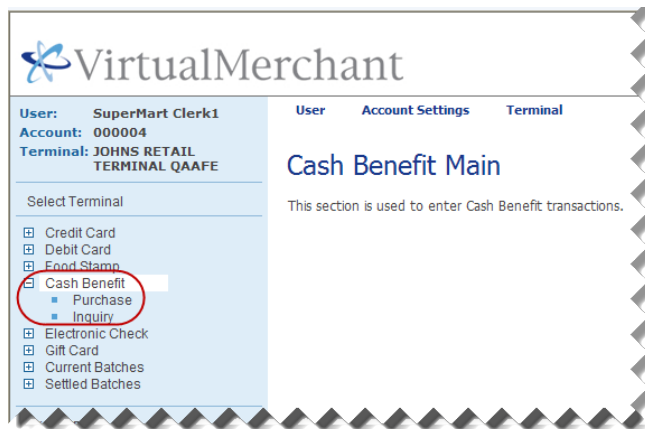 VirtualMerchant
User: SuperMart Clerk1
Account: 000004
Terminal: JOHNS RETAIL
TERMINAL QAAFE
Select Terminal
Credit Card
Debit Card
Food Stamp
Cash Benefit
Purchase
Inquiry
Electronic Check
Gift Card
Current Batches
Settled Batches
User Account Settings Terminal
Cash Benefit Main
This section is used to enter Cash Benefit transactions.